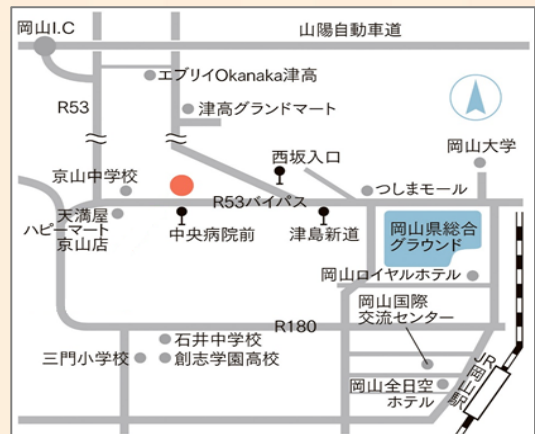 岡山I.C
山陽自動車道
エブリイOkanaka津高
R53
津高グランドマート
岡山大学
西坂入口
京山中学校
つしまモール
R53バイパス
天満屋
ハピーマート
京山店
中央病院前
津島新道
岡山県総合
グラウンド
岡山ロイヤルホテル
岡山国際
交流センター
R180
石井中学校
三門小学校
創志学園高校
岡山全日空
ホテル
JR岡山駅